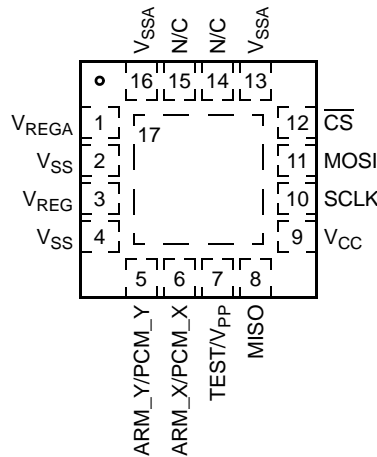 VSSA
N/C
N/C
VSSA
16
15
14
13
VREGA 1
17
12 CS
VSS 2
11 MOSI
VREG 3
10 SCLK
VSS 4
9 VCC
5
6
7
8
ARM_Y/PCM_Y
ARM_X/PCM_X
TEST/VPP
MISO